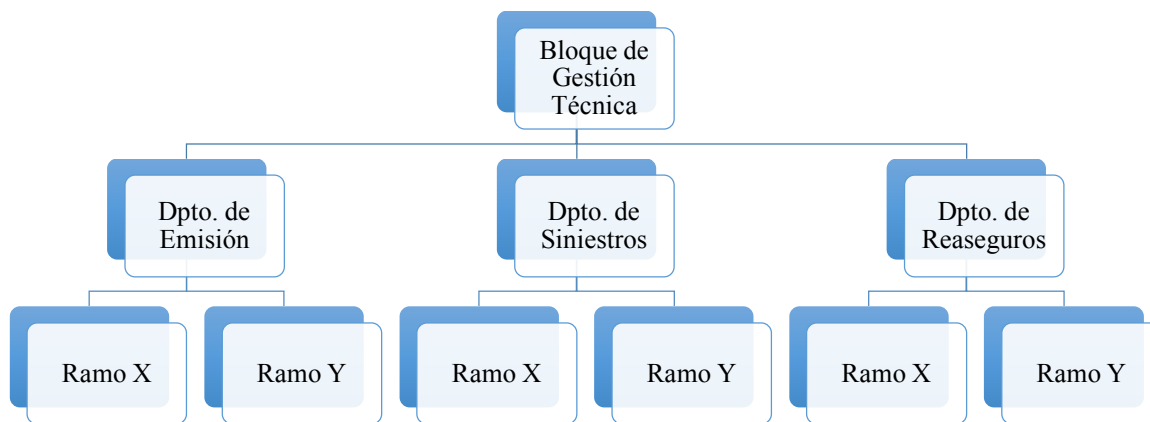 Bloque de
Gestión
Técnica
Dpto. de
Emisión
Dpto. de
Siniestros
Dpto. de
Reaseguros
Ramo X
Ramo Y
Ramo X
Ramo Y
Ramo X
Ramo Y